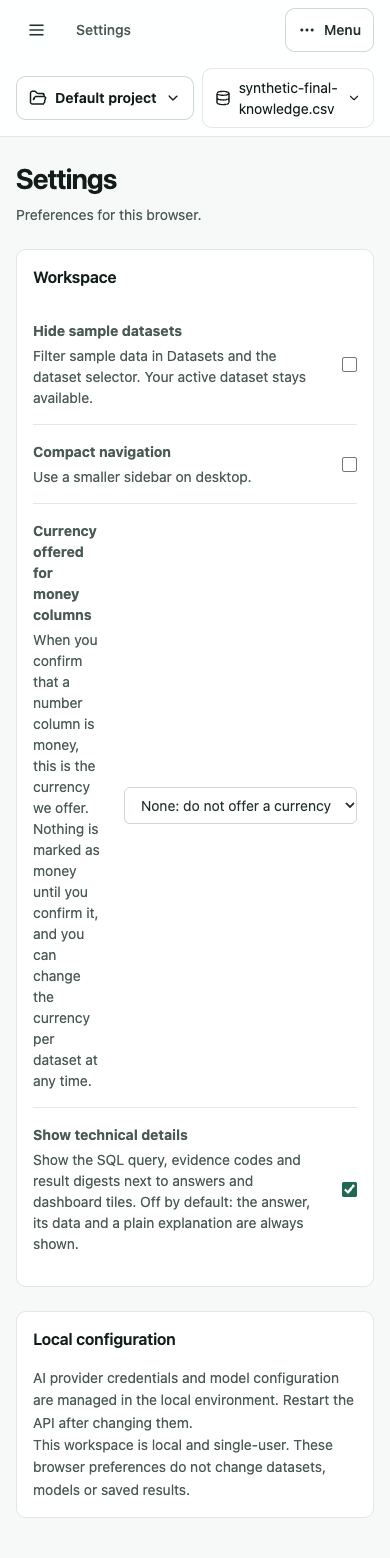 Settings
Menu
Default project
synthetic-final-
knowledge.csv
Settings
Preferences for this browser.
Workspace
Hide sample datasets
Filter sample data in Datasets and the
dataset selector. Your active dataset stays
available.
Compact navigation
Use a smaller sidebar on desktop.
Currency
offered
for
money
columns
When you
confirm
that a
number
column is
money,
this is the
currency
we offer.
Nothing is
marked as
money
until you
confirm it,
and you
can
change
the
currency
per
dataset at
any time.
None: do not offer a currency
Show technical details
Show the SQL query, evidence codes and
result digests next to answers and
dashboard tiles. Off by default: the answer,
its data and a plain explanation are always
shown.
Local configuration
AI provider credentials and model configuration
are managed in the local environment. Restart the
API after changing them.
This workspace is local and single-user. These
browser preferences do not change datasets,
models or saved results.